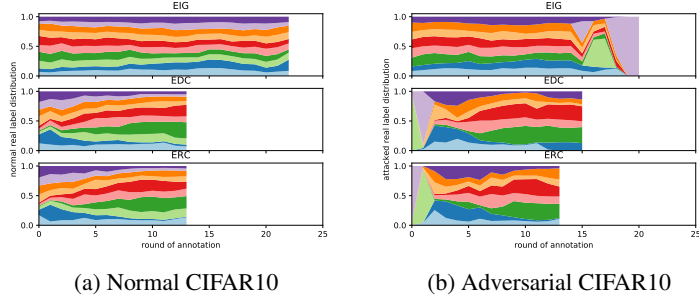 EIG
1.0
0.5
0.0
EDC
1.0
0.5
0.0
ERC
1.0
0.5
0.0
0 5 10 15 20 25
round of annotation
normal real label distribution
(a) Normal CIFAR10
EIG
1.0
0.5
0.0
EDC
1.0
0.5
0.0
ERC
1.0
0.5
0.0
0 5 10 15 20 25
round of annotation
attacked real label distribution
(b) Adversarial CIFAR10